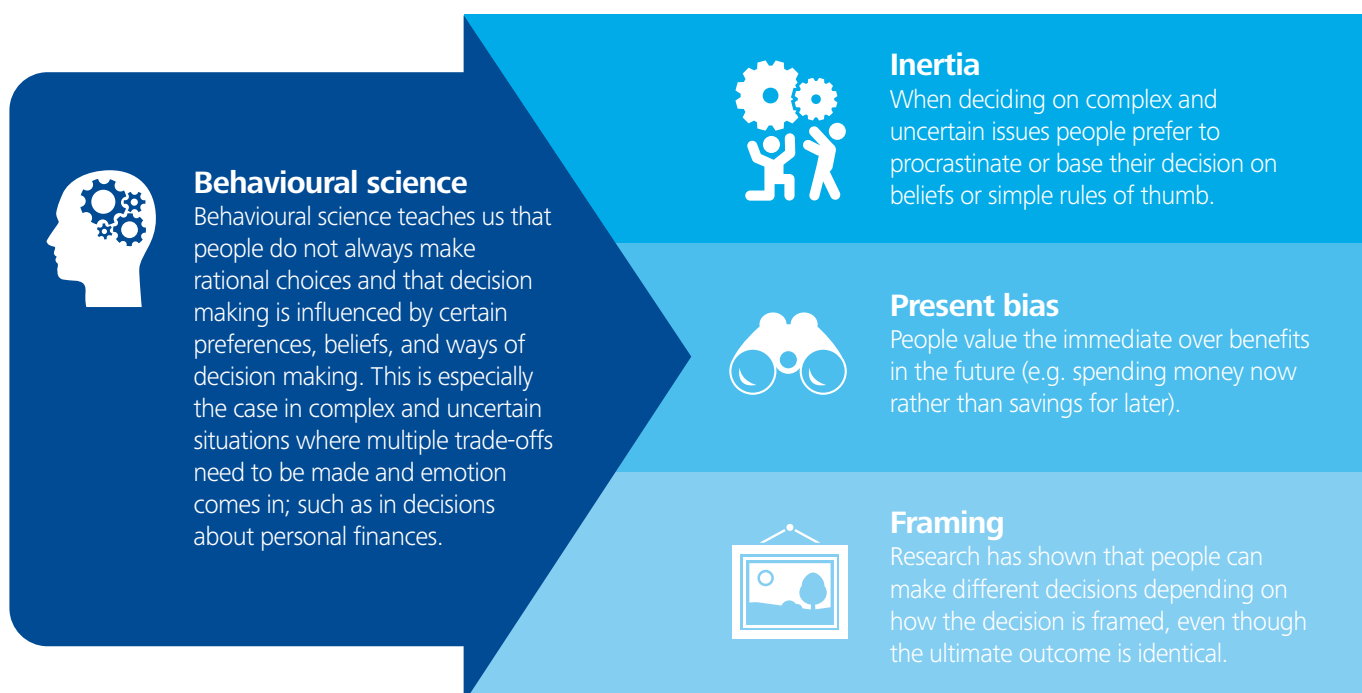 Behavioural science
Behavioural science teaches us that
people do not always make
rational choices and that decision
making is influenced by certain
preferences, beliefs, and ways of
decision making. This is especially
the case in complex and uncertain
situations where multiple trade-offs
need to be made and emotion
comes in; such as in decisions
about personal finances.
Inertia
When deciding on complex and
uncertain issues people prefer to
procrastinate or base their decision on
beliefs or simple rules of thumb.
Present bias
People value the immediate over benefits
in the future (e.g. spending money now
rather than savings for later).
Framing
Research has shown that people can
make different decisions depending on
how the decision is framed, even though
the ultimate outcome is identical.